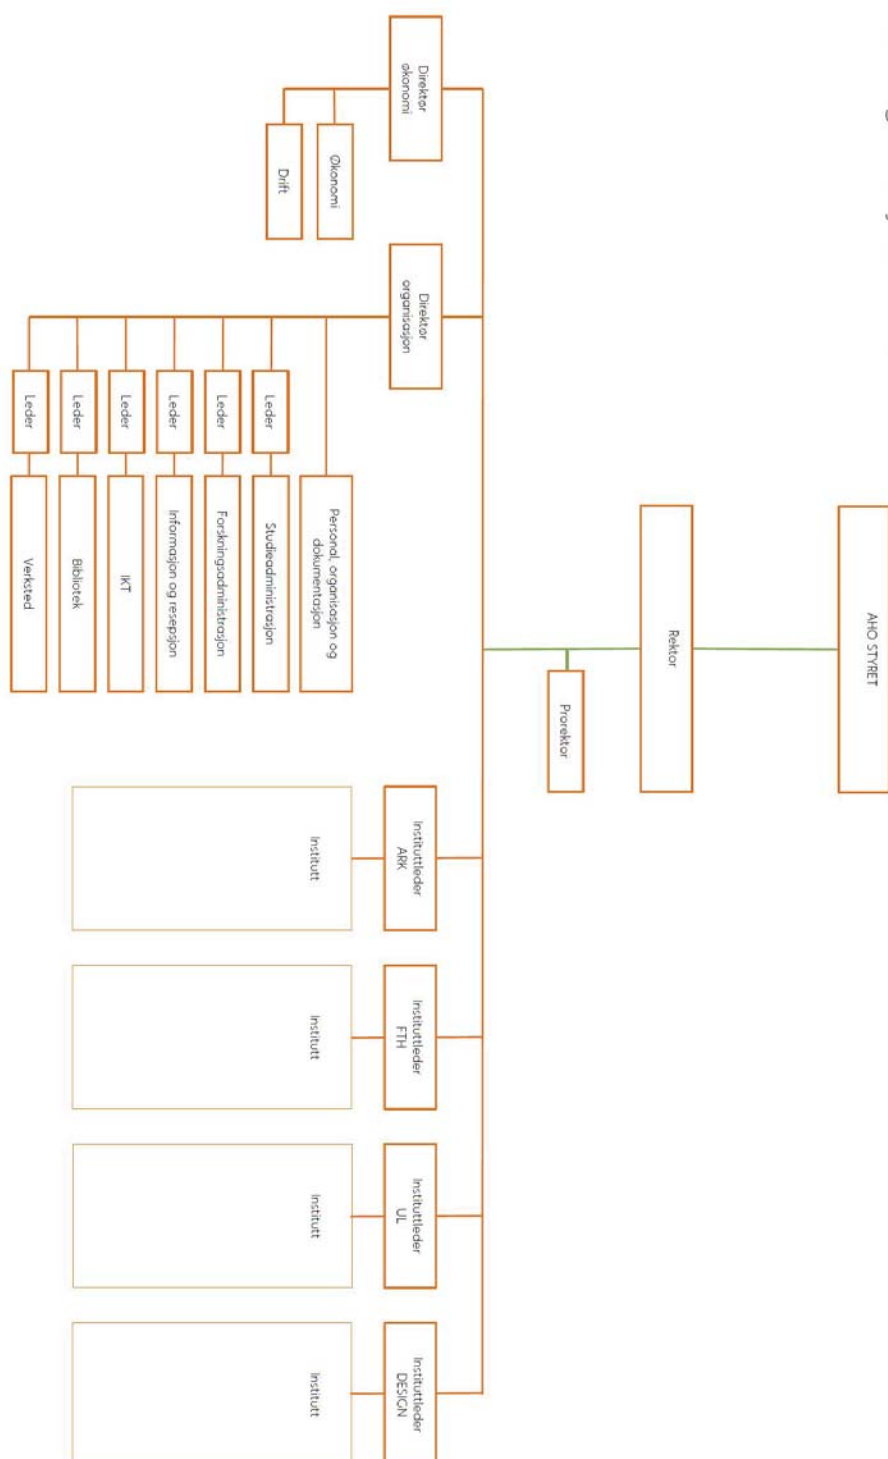 AHO STYRET
Rektor
Prorektor
Direktør
økonomi
Økonomi
Drift
Direktør
organisasjon
Personal, organisasjon og
dokumentasjon
Leder
Studieadministrasjon
Leder
Forskningsadministrasjon
Leder
Informasjon og resepsjon
Leder
IKT
Leder
Bibliotek
Leder
Verksted
Instituttleder
ARK
Institutt
Instituttleder
FTH
Institutt
Instituttleder
UL
Institutt
Instituttleder
DESIGN
Institutt